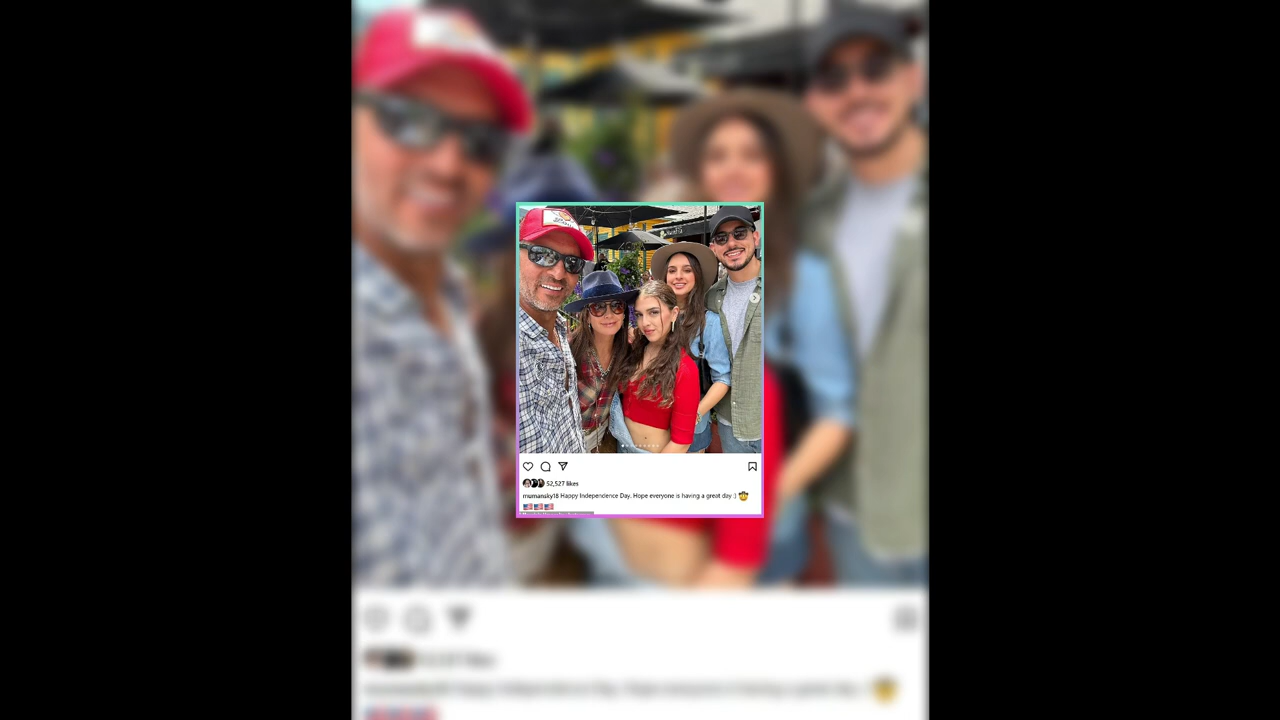 52,527 likes
mumansky18 Happy Independence Day. Hope everyone is having a great day :) 🤠
🇺🇸🇺🇸🇺🇸